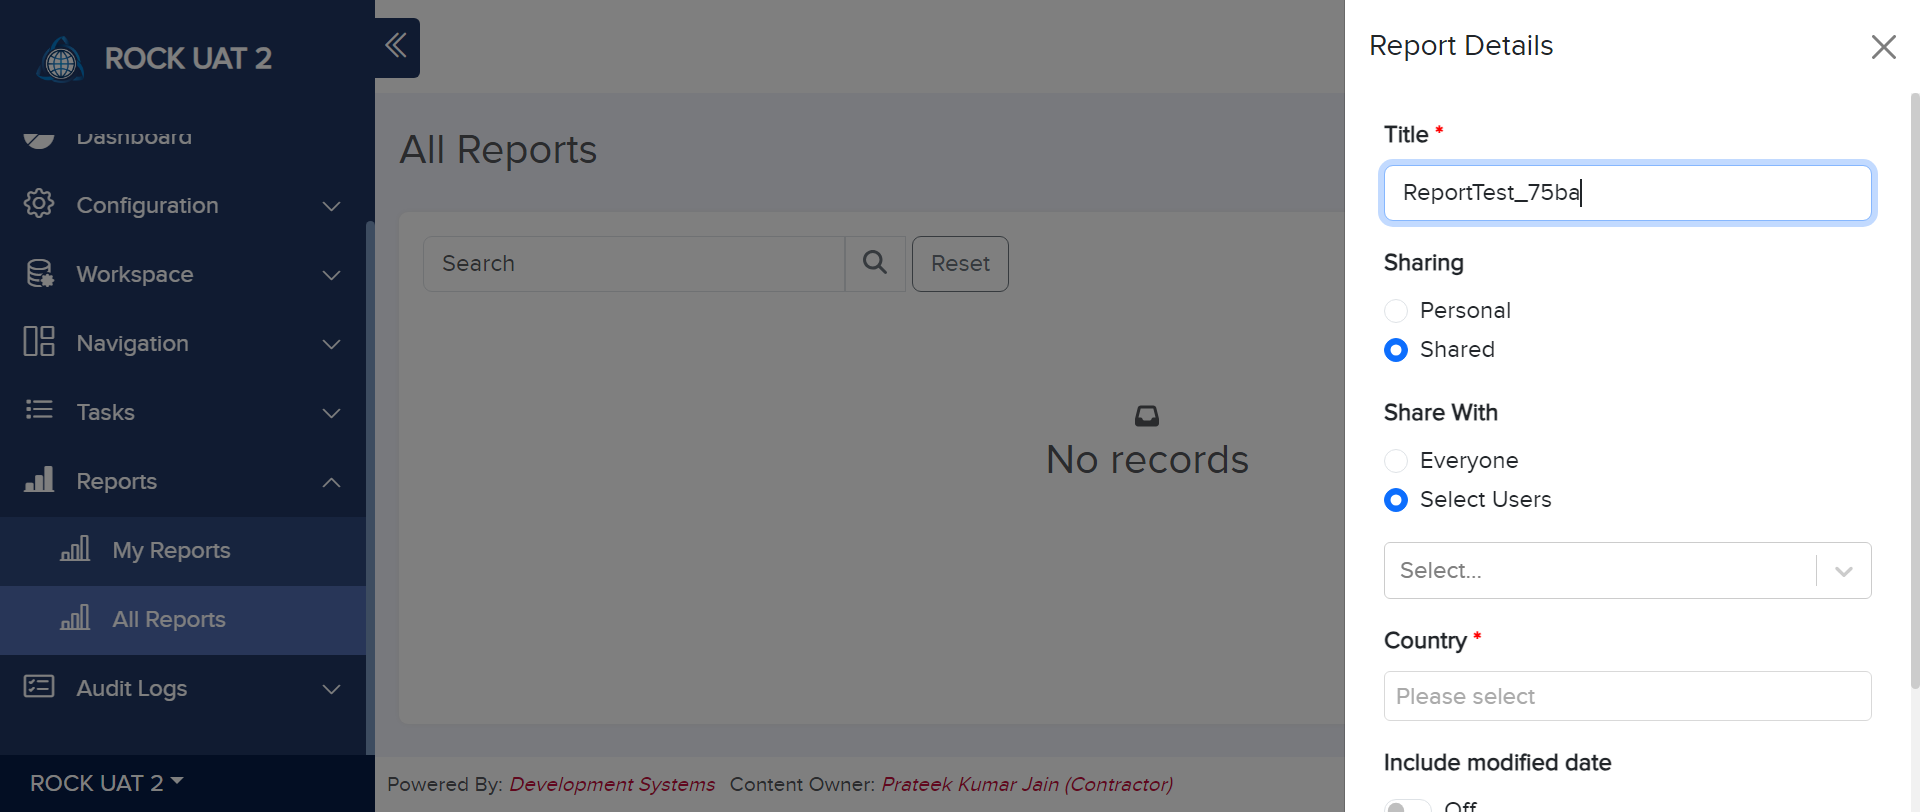 ROCK UAT 2
Dashboard
Configuration
Workspace
Navigation
Tasks
Reports
My Reports
All Reports
Audit Logs
ROCK UAT 2
All Reports
Search
Reset
No records
Powered By: Development Systems Content Owner: Prateek Kumar Jain (Contractor)
Report Details
Title *
ReportTest_75ba
Sharing
Personal
Shared
Share With
Everyone
Select Users
Select...
Country *
Please select
Include modified date
Off